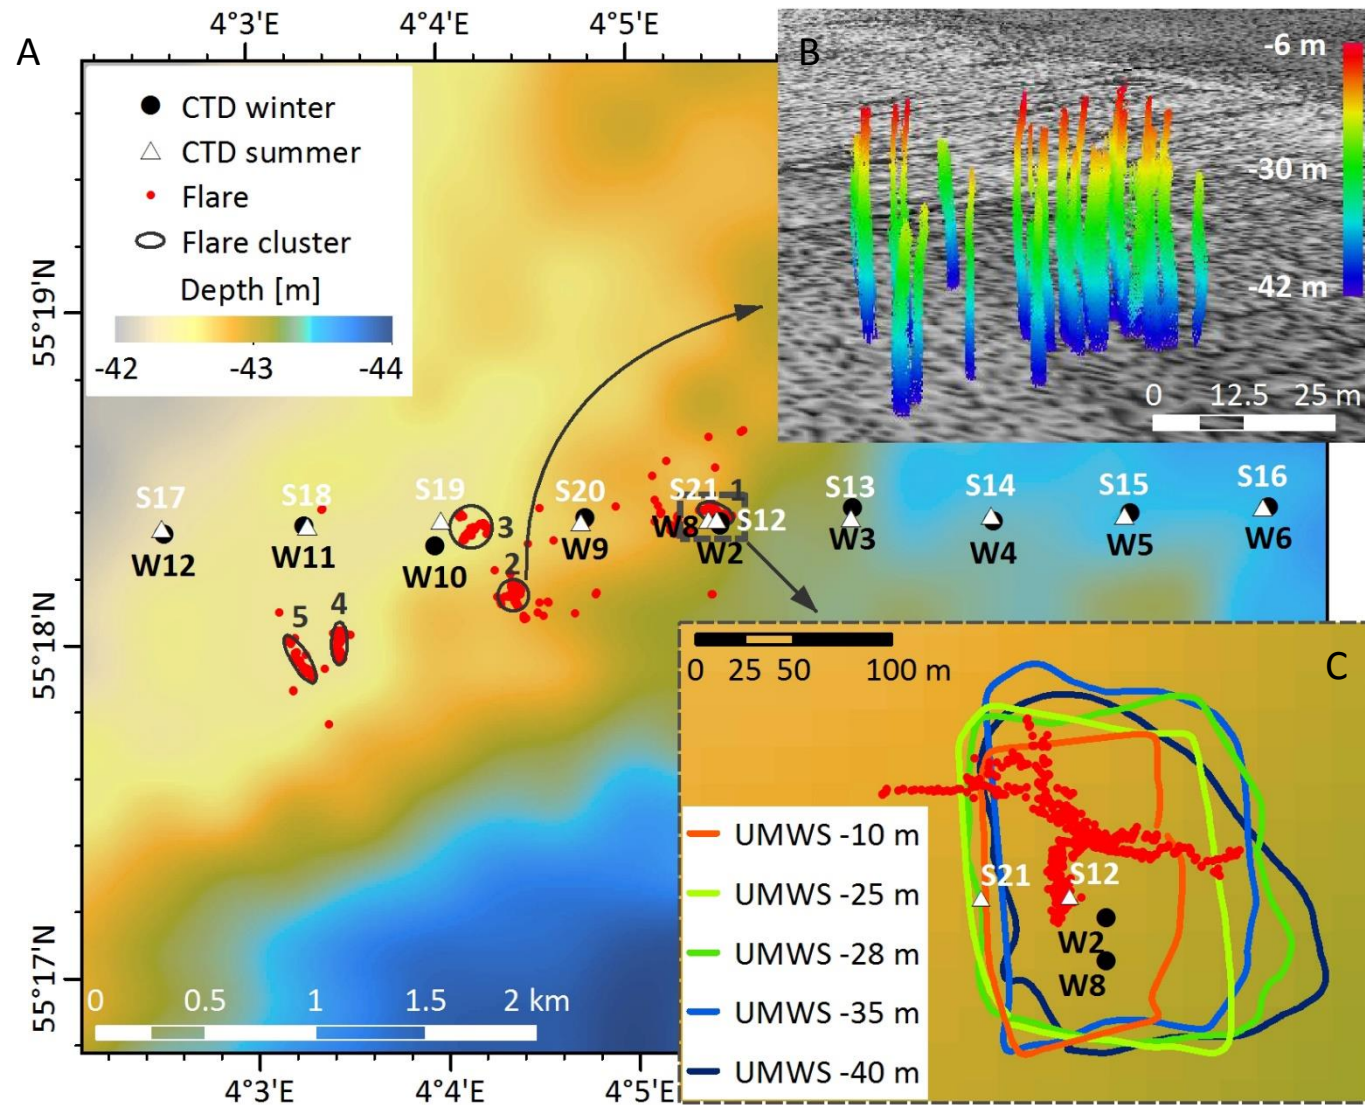 A
4°3'E
4°4'E
4°5'E
CTD winter
CTD summer
Flare
Flare cluster
Depth [m]
-42
-43
-44
55°19'N
55°18'N
55°17'N
B
-6 m
-30 m
-42 m
0 12.5 25 m
S17
S18
S19
S20
S21
1
S12
S13
S14
S15
S16
W12
W11
W10
3
W9
W8
W2
W3
W4
W5
W6
2
5
4
0 0.5 1 1.5 2 km
4°3'E
4°4'E
4°5'E
0 25 50 100 m
C
UMWS -10 m
UMWS -25 m
UMWS -28 m
UMWS -35 m
UMWS -40 m
S21
S12
W2
W8